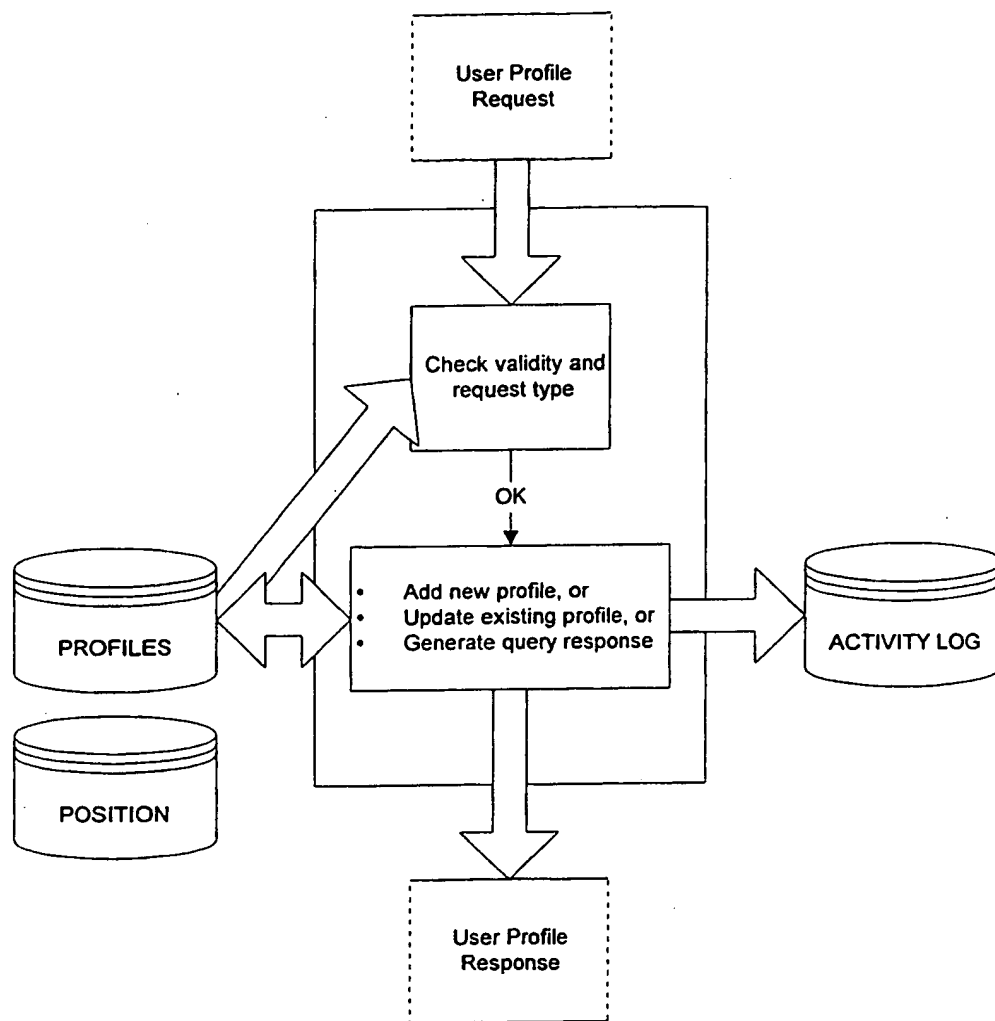 User Profile
Request
Check validity and
request type
OK
• Add new profile, or
• Update existing profile, or
• Generate query response
PROFILES
ACTIVITY LOG
POSITION
User Profile
Response